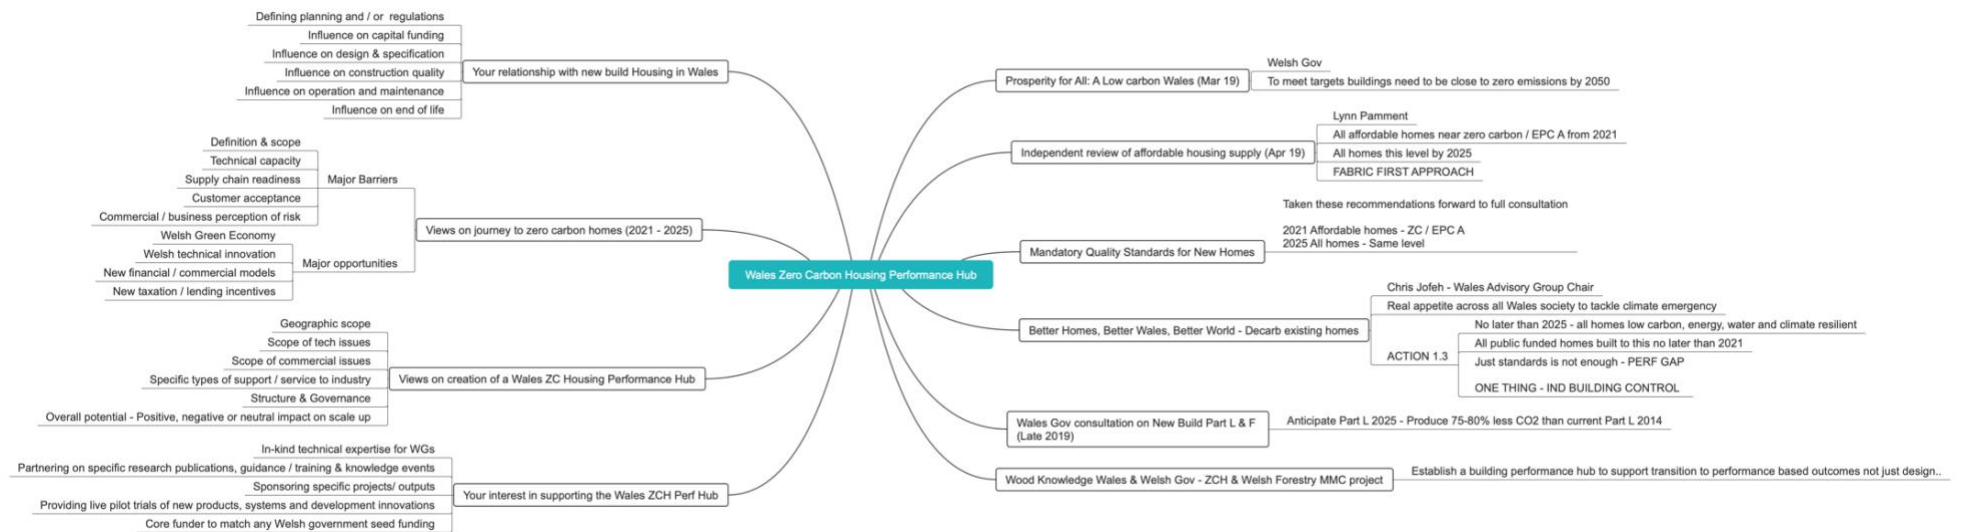 Wales Zero Carbon Housing Performance Hub
Your relationship with new build Housing in Wales
Defining planning and / or regulations
Influence on capital funding
Influence on design & specification
Influence on construction quality
Influence on operation and maintenance
Influence on end of life
Views on journey to zero carbon homes (2021 - 2025)
Major Barriers
Definition & scope
Technical capacity
Supply chain readiness
Customer acceptance
Commercial / business perception of risk
Major opportunities
Welsh Green Economy
Welsh technical innovation
New financial / commercial models
New taxation / lending incentives
Views on creation of a Wales ZC Housing Performance Hub
Geographic scope
Scope of tech issues
Scope of commercial issues
Specific types of support / service to industry
Structure & Governance
Overall potential - Positive, negative or neutral impact on scale up
Your interest in supporting the Wales ZCH Perf Hub
In-kind technical expertise for WGs
Partnering on specific research publications, guidance / training & knowledge events
Sponsoring specific projects/ outputs
Providing live pilot trials of new products, systems and development innovations
Core funder to match any Welsh government seed funding
Prosperity for All: A Low carbon Wales (Mar 19)
Welsh Gov
To meet targets buildings need to be close to zero emissions by 2050
Independent review of affordable housing supply (Apr 19)
Lynn Pamment
All affordable homes near zero carbon / EPC A from 2021
All homes this level by 2025
FABRIC FIRST APPROACH
Mandatory Quality Standards for New Homes
Taken these recommendations forward to full consultation
2021 Affordable homes - ZC / EPC A
2025 All homes - Same level
Better Homes, Better Wales, Better World - Decarb existing homes
Chris Jofeh - Wales Advisory Group Chair
Real appetite across all Wales society to tackle climate emergency
ACTION 1.3
No later than 2025 - all homes low carbon, energy, water and climate resilient
All public funded homes built to this no later than 2021
Just standards is not enough - PERF GAP
ONE THING - IND BUILDING CONTROL
Wales Gov consultation on New Build Part L & F
(Late 2019)
Anticipate Part L 2025 - Produce 75-80% less CO2 than current Part L 2014
Wood Knowledge Wales & Welsh Gov - ZCH & Welsh Forestry MMC project
Establish a building performance hub to support transition to performance based outcomes not just design..